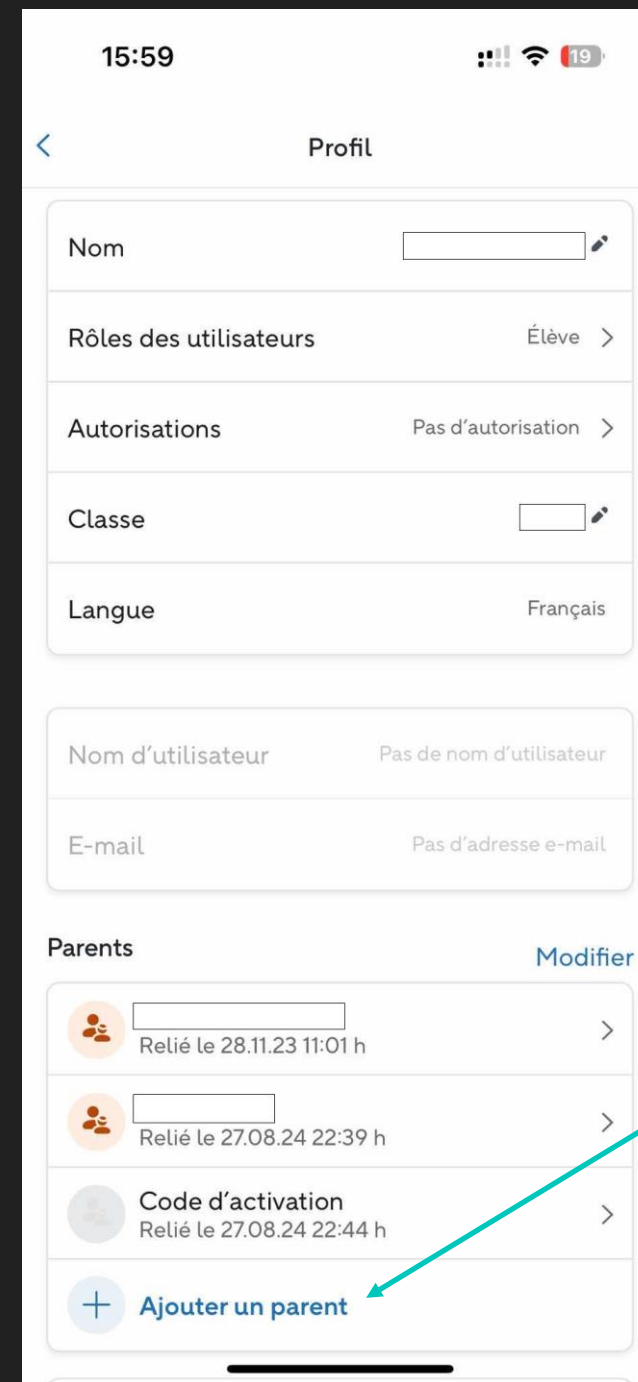 15:59
19
Profil
Nom
Rôles des utilisateurs Élève
Autorisations Pas d’autorisation
Classe
Langue Français
Nom d’utilisateur Pas de nom d’utilisateur
E-mail Pas d’adresse e-mail
Parents Modifier
Relié le 28.11.23 11:01 h
Relié le 27.08.24 22:39 h
Code d’activation
Relié le 27.08.24 22:44 h
Ajouter un parent